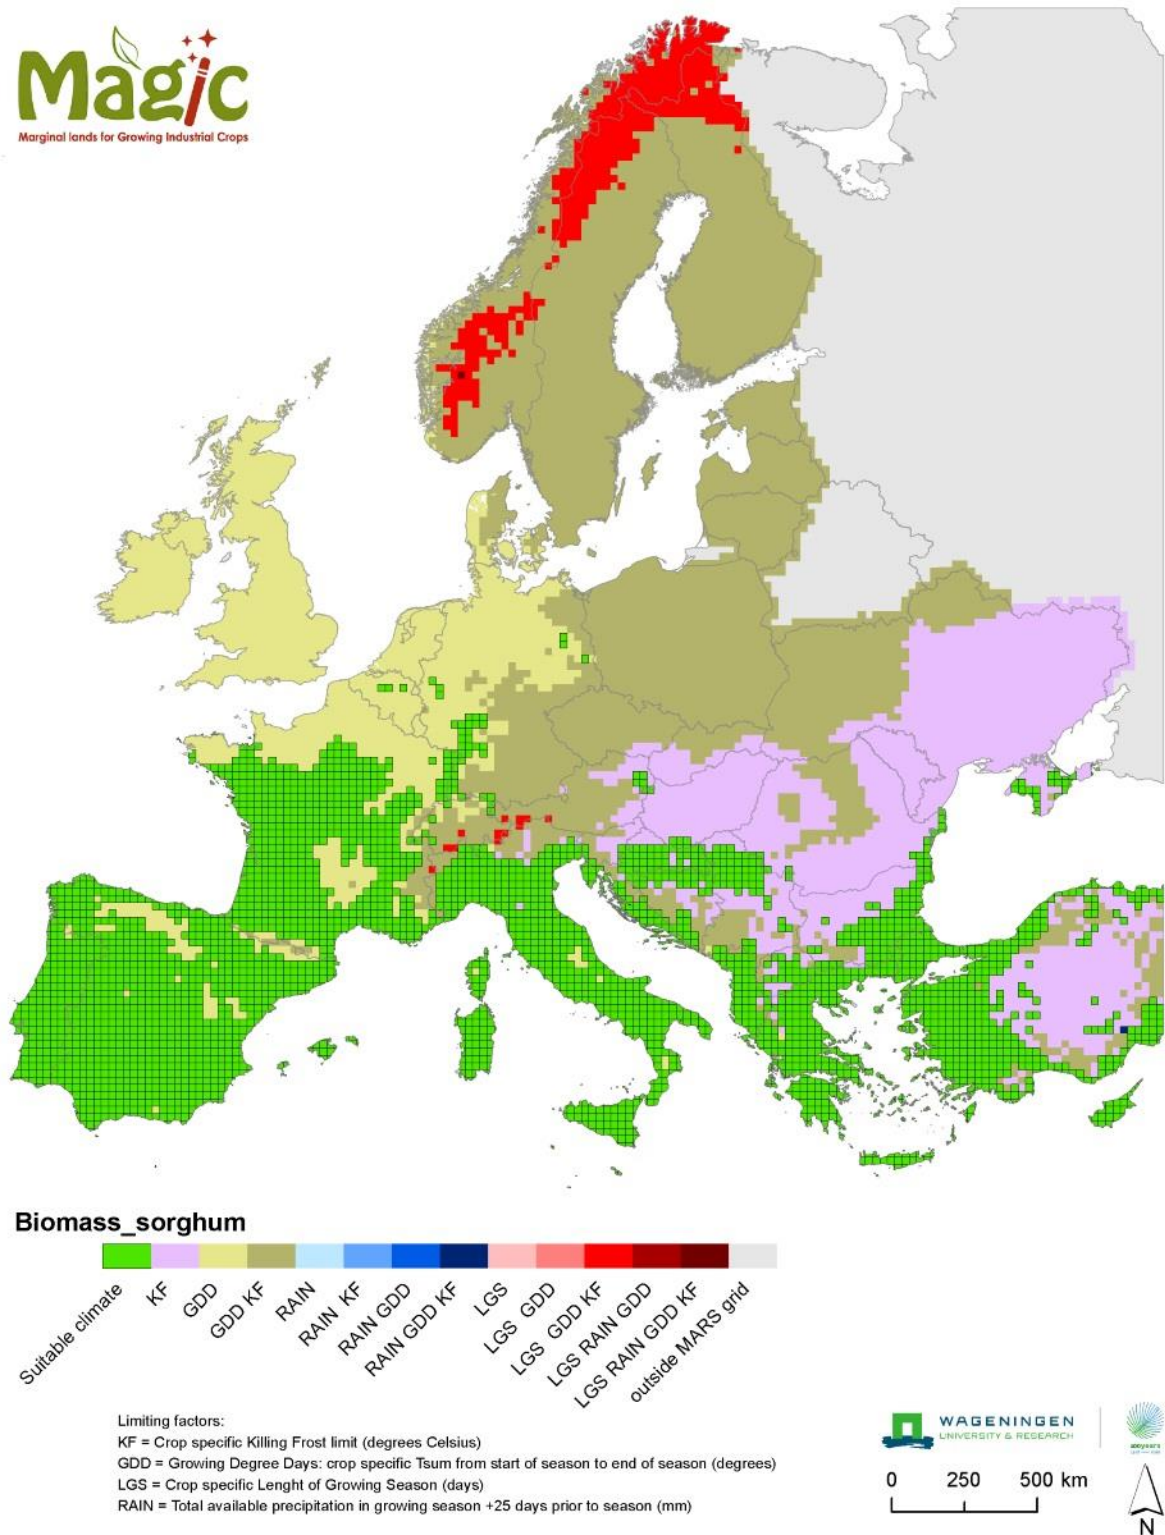 Magic
Marginal lands for Growing Industrial Crops
Biomass_sorghum
Suitable climate
KF
GDD
GDD KF
RAIN
RAIN KF
RAIN GDD
RAIN GDD KF
LGS
LGS GDD
LGS GDD KF
LGS RAIN GDD
LGS RAIN GDD KF
outside MARS grid
Limiting factors:
KF = Crop specific Killing Frost limit (degrees Celsius)
GDD = Growing Degree Days: crop specific Tsum from start of season to end of season (degrees)
LGS = Crop specific Lenght of Growing Season (days)
RAIN = Total available precipitation in growing season +25 days prior to season (mm)
WAGENINGEN
UNIVERSITY & RESEARCH
0 250 500 km
N